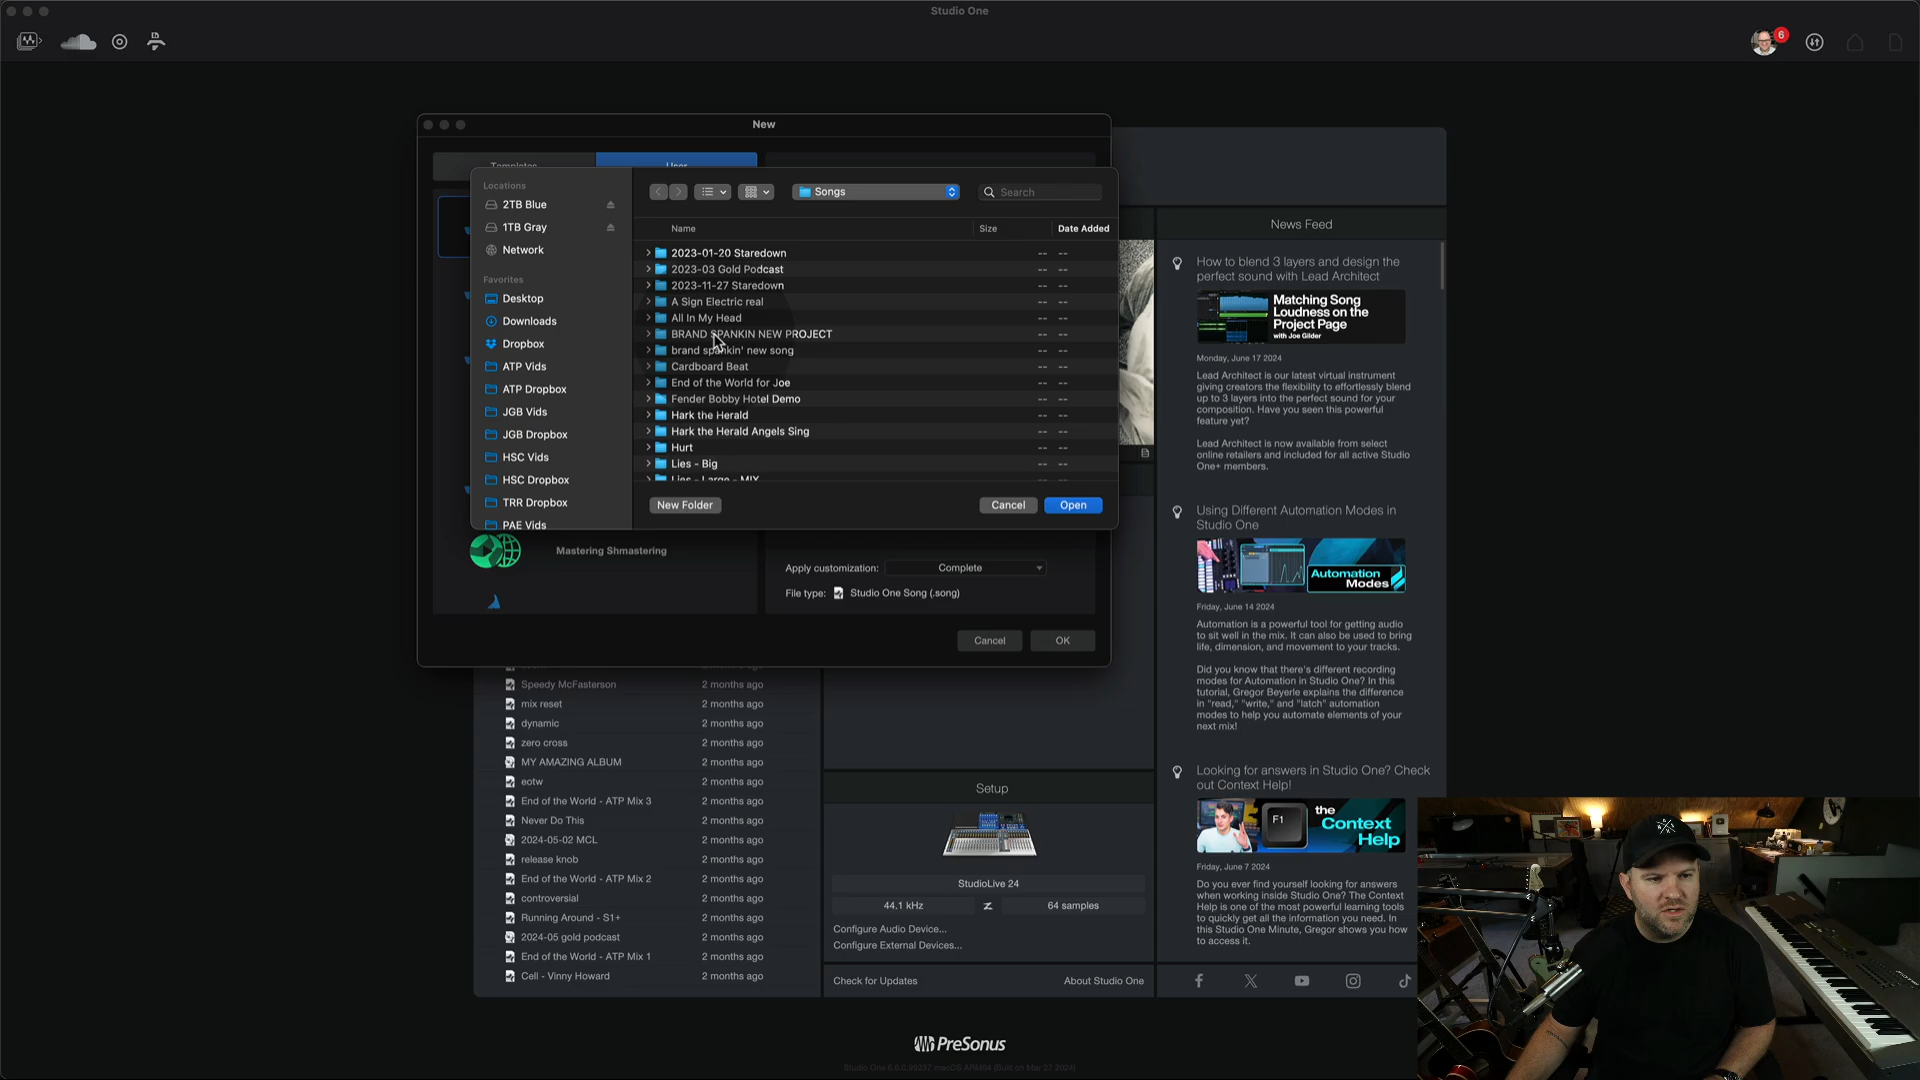 Studio One
6
New
Templates
User
Locations
2TB Blue
1TB Gray
Network
Favorites
Desktop
Downloads
Dropbox
ATP Vids
ATP Dropbox
JGB Vids
JGB Dropbox
HSC Vids
HSC Dropbox
TRR Dropbox
PAE Vids
Songs
Search
Name
Size
Date Added
2023-01-20 Staredown -- --
2023-03 Gold Podcast -- --
2023-11-27 Staredown -- --
A Sign Electric real -- --
All In My Head -- --
BRAND SPANKIN NEW PROJECT -- --
brand spankin' new song -- --
Cardboard Beat -- --
End of the World for Joe -- --
Fender Bobby Hotel Demo -- --
Hark the Herald -- --
Hark the Herald Angels Sing -- --
Hurt -- --
Lies - Big -- --
Lies - Large - MIX -- --
New Folder
Cancel
Open
Mastering Shmastering
Apply customization:
Complete
File type:
Studio One Song (.song)
Cancel
OK
Speedy McFasterson 2 months ago
mix reset 2 months ago
dynamic 2 months ago
zero cross 2 months ago
MY AMAZING ALBUM 2 months ago
eotw 2 months ago
End of the World - ATP Mix 3 2 months ago
Never Do This 2 months ago
2024-05-02 MCL 2 months ago
release knob 2 months ago
End of the World - ATP Mix 2 2 months ago
controversial 2 months ago
Running Around - S1+ 2 months ago
2024-05 gold podcast 2 months ago
End of the World - ATP Mix 1 2 months ago
Cell - Vinny Howard 2 months ago
Setup
StudioLive 24
44.1 kHz
64 samples
Configure Audio Device...
Configure External Devices...
Check for Updates
About Studio One
News Feed
How to blend 3 layers and design the
perfect sound with Lead Architect
Matching Song
Loudness on the
Project Page
with Joe Gilder
Monday, June 17 2024
Lead Architect is our latest virtual instrument
giving creators the flexibility to effortlessly blend
up to 3 layers into the perfect sound for your
composition. Have you seen this powerful
feature yet?
Lead Architect is now available from select
online retailers and included for all active Studio
One+ members.
Using Different Automation Modes in
Studio One
Automation
Modes
Friday, June 14 2024
Automation is a powerful tool for getting audio
to sit well in the mix. It can also be used to bring
life, dimension, and movement to your tracks.
Did you know that there's different recording
modes for Automation in Studio One? In this
tutorial, Gregor Beyerle explains the difference
in "read," "write," and "latch" automation
modes to help you automate elements of your
next mix!
Looking for answers in Studio One? Check
out Context Help!
F1
the
Context
Help
Friday, June 7 2024
Do you ever find yourself looking for answers
when working inside Studio One? The Context
Help is one of the most powerful learning tools
to quickly get all the information you need. In
this Studio One Minute, Gregor shows you how
to access it.
PreSonus
Studio One 6.6.0.99237 macOS ARM64 (Built on Mar 27 2024)